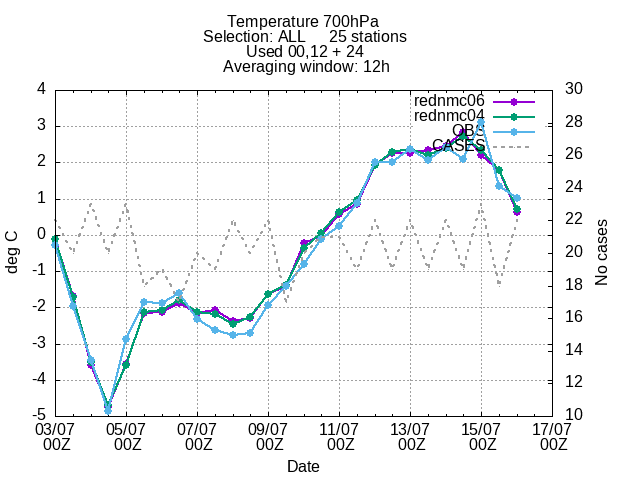 Temperature 700hPa
Selection: ALL 25 stations
Used 00,12 + 24
Averaging window: 12h
4
3
2
1
0
-1
-2
-3
-4
-5
deg C
30
28
26
24
22
20
18
16
14
12
10
No cases
rednmc06
rednmc04
OBS
CASES
03/07 05/07 07/07 09/07 11/07 13/07 15/07 17/07
00Z 00Z 00Z 00Z 00Z 00Z 00Z 00Z
Date